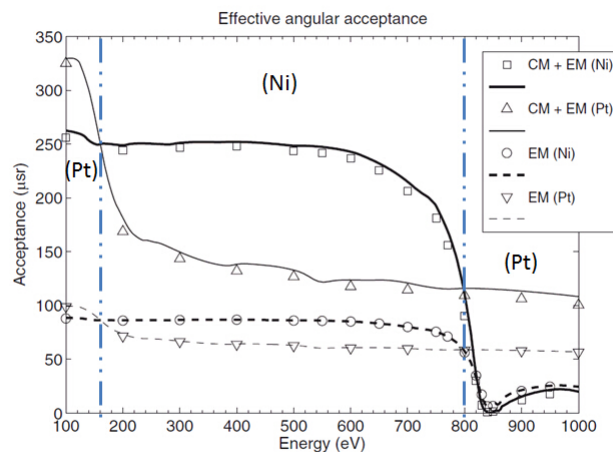 Effective angular acceptance
350
300
250
200
150
100
50
0
Acceptance (μsr)
100 200 300 400 500 600 700 800 900 1000
Energy (eV)
(Ni)
(Pt)
(Pt)
CM + EM (Ni)
CM + EM (Pt)
EM (Ni)
EM (Pt)